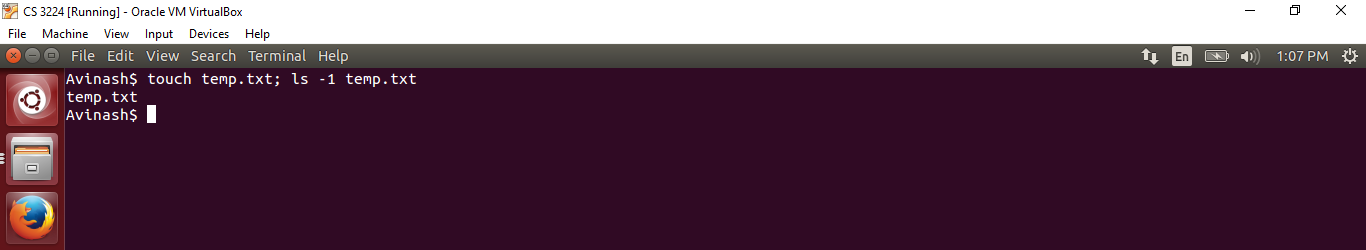 CS 3224 [Running] - Oracle VM VirtualBox
File Machine View Input Devices Help
File Edit View Search Terminal Help En 1:07 PM
Avinash$ touch temp.txt; ls -1 temp.txt
temp.txt
Avinash$